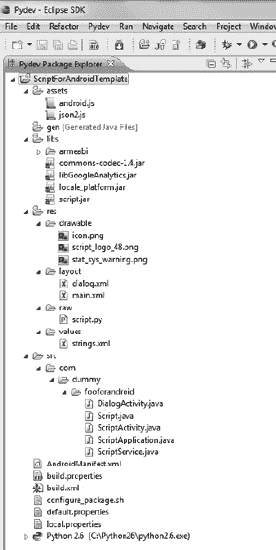 Pydev - Eclipse SDK
File Edit Refactor Pydev Run Source Navigate
Pydev Package Explorer
ScriptForAndroidTemplate
assets
android.js
json2.js
gen [Generated Java Files]
libs
armeabi
commons-codec-1.4.jar
libGoogleAnalytics.jar
locale_platform.jar
script.jar
res
drawable
icon.png
script_logo_48.png
stat_sys_warning.png
layout
dialog.xml
main.xml
raw
script.py
values
strings.xml
src
com
dummy
fooforandroid
DialogActivity.java
Script.java
ScriptActivity.java
ScriptApplication.java
ScriptService.java
AndroidManifest.xml
build.properties
build.xml
configure_package.sh
default.properties
local.properties
Python 2.6 (C:\Python26\python2.6.exe)